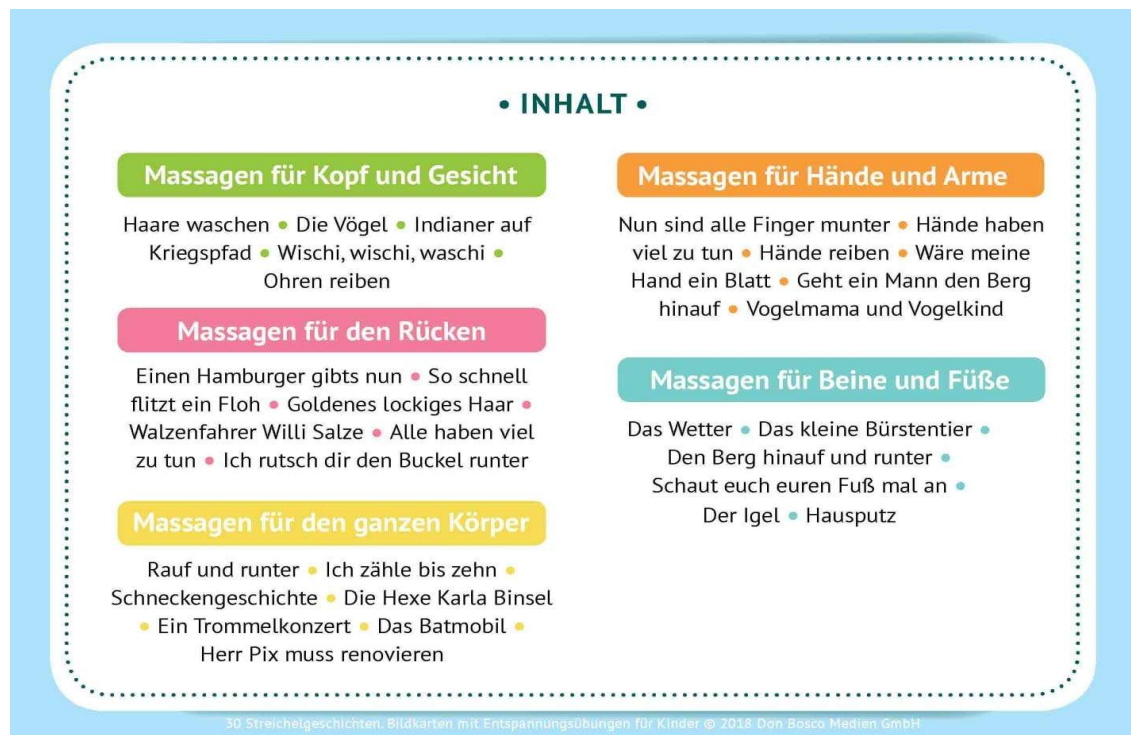 • INHALT •
Massagen für Kopf und Gesicht
Haare waschen • Die Vögel • Indianer auf
Kriegspfad • Wischi, wischi, waschi •
Ohren reiben
Massagen für den Rücken
Einen Hamburger gibts nun • So schnell
flitzt ein Floh • Goldenes lockiges Haar •
Walzenfahrer Willi Salze • Alle haben viel
zu tun • Ich rutsch dir den Buckel runter
Massagen für den ganzen Körper
Rauf und runter • Ich zähle bis zehn •
Schneckengeschichte • Die Hexe Karla Binsel
• Ein Trommelkonzert • Das Batmobil •
Herr Pix muss renovieren
Massagen für Hände und Arme
Nun sind alle Finger munter • Hände haben
viel zu tun • Hände reiben • Wäre meine
Hand ein Blatt • Geht ein Mann den Berg
hinauf • Vogelmama und Vogelkind
Massagen für Beine und Füße
Das Wetter • Das kleine Bürstentier •
Den Berg hinauf und runter •
Schaut euch euren Fuß mal an •
Der Igel • Hausputz
30 Streichelgeschichten. Bildkarten mit Entspannungsübungen für Kinder © 2018 Don Bosco Medien GmbH